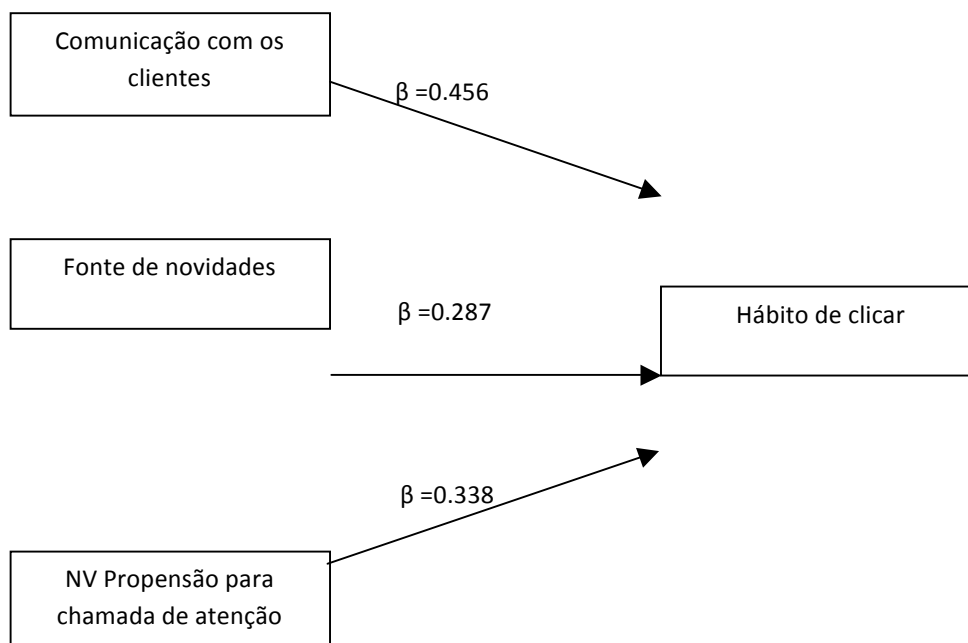 Comunicação com os
clientes
β =0.456
Fonte de novidades
β =0.287
Hábito de clicar
β =0.338
NV Propensão para
chamada de atenção